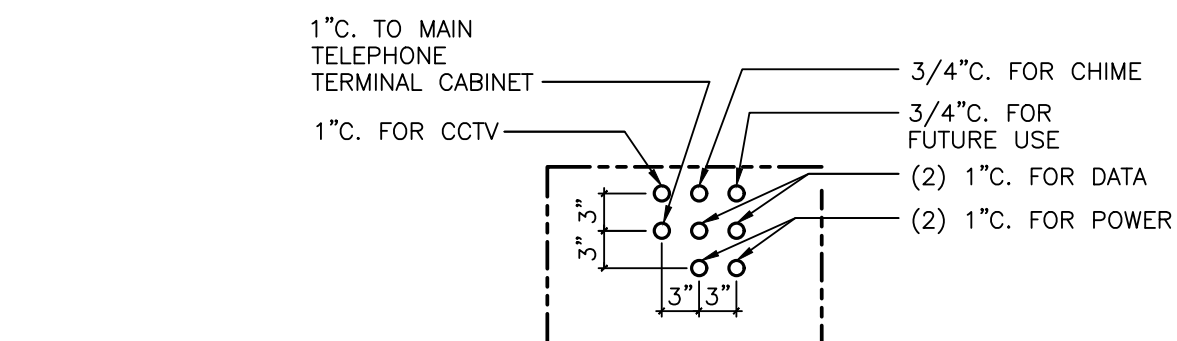 1”C. TO MAIN
TELEPHONE
TERMINAL CABINET
1”C. FOR CCTV
3/4”C. FOR CHIME
3/4”C. FOR
FUTURE USE
(2) 1”C. FOR DATA
(2) 1”C. FOR POWER
3”
3”
3” 3”